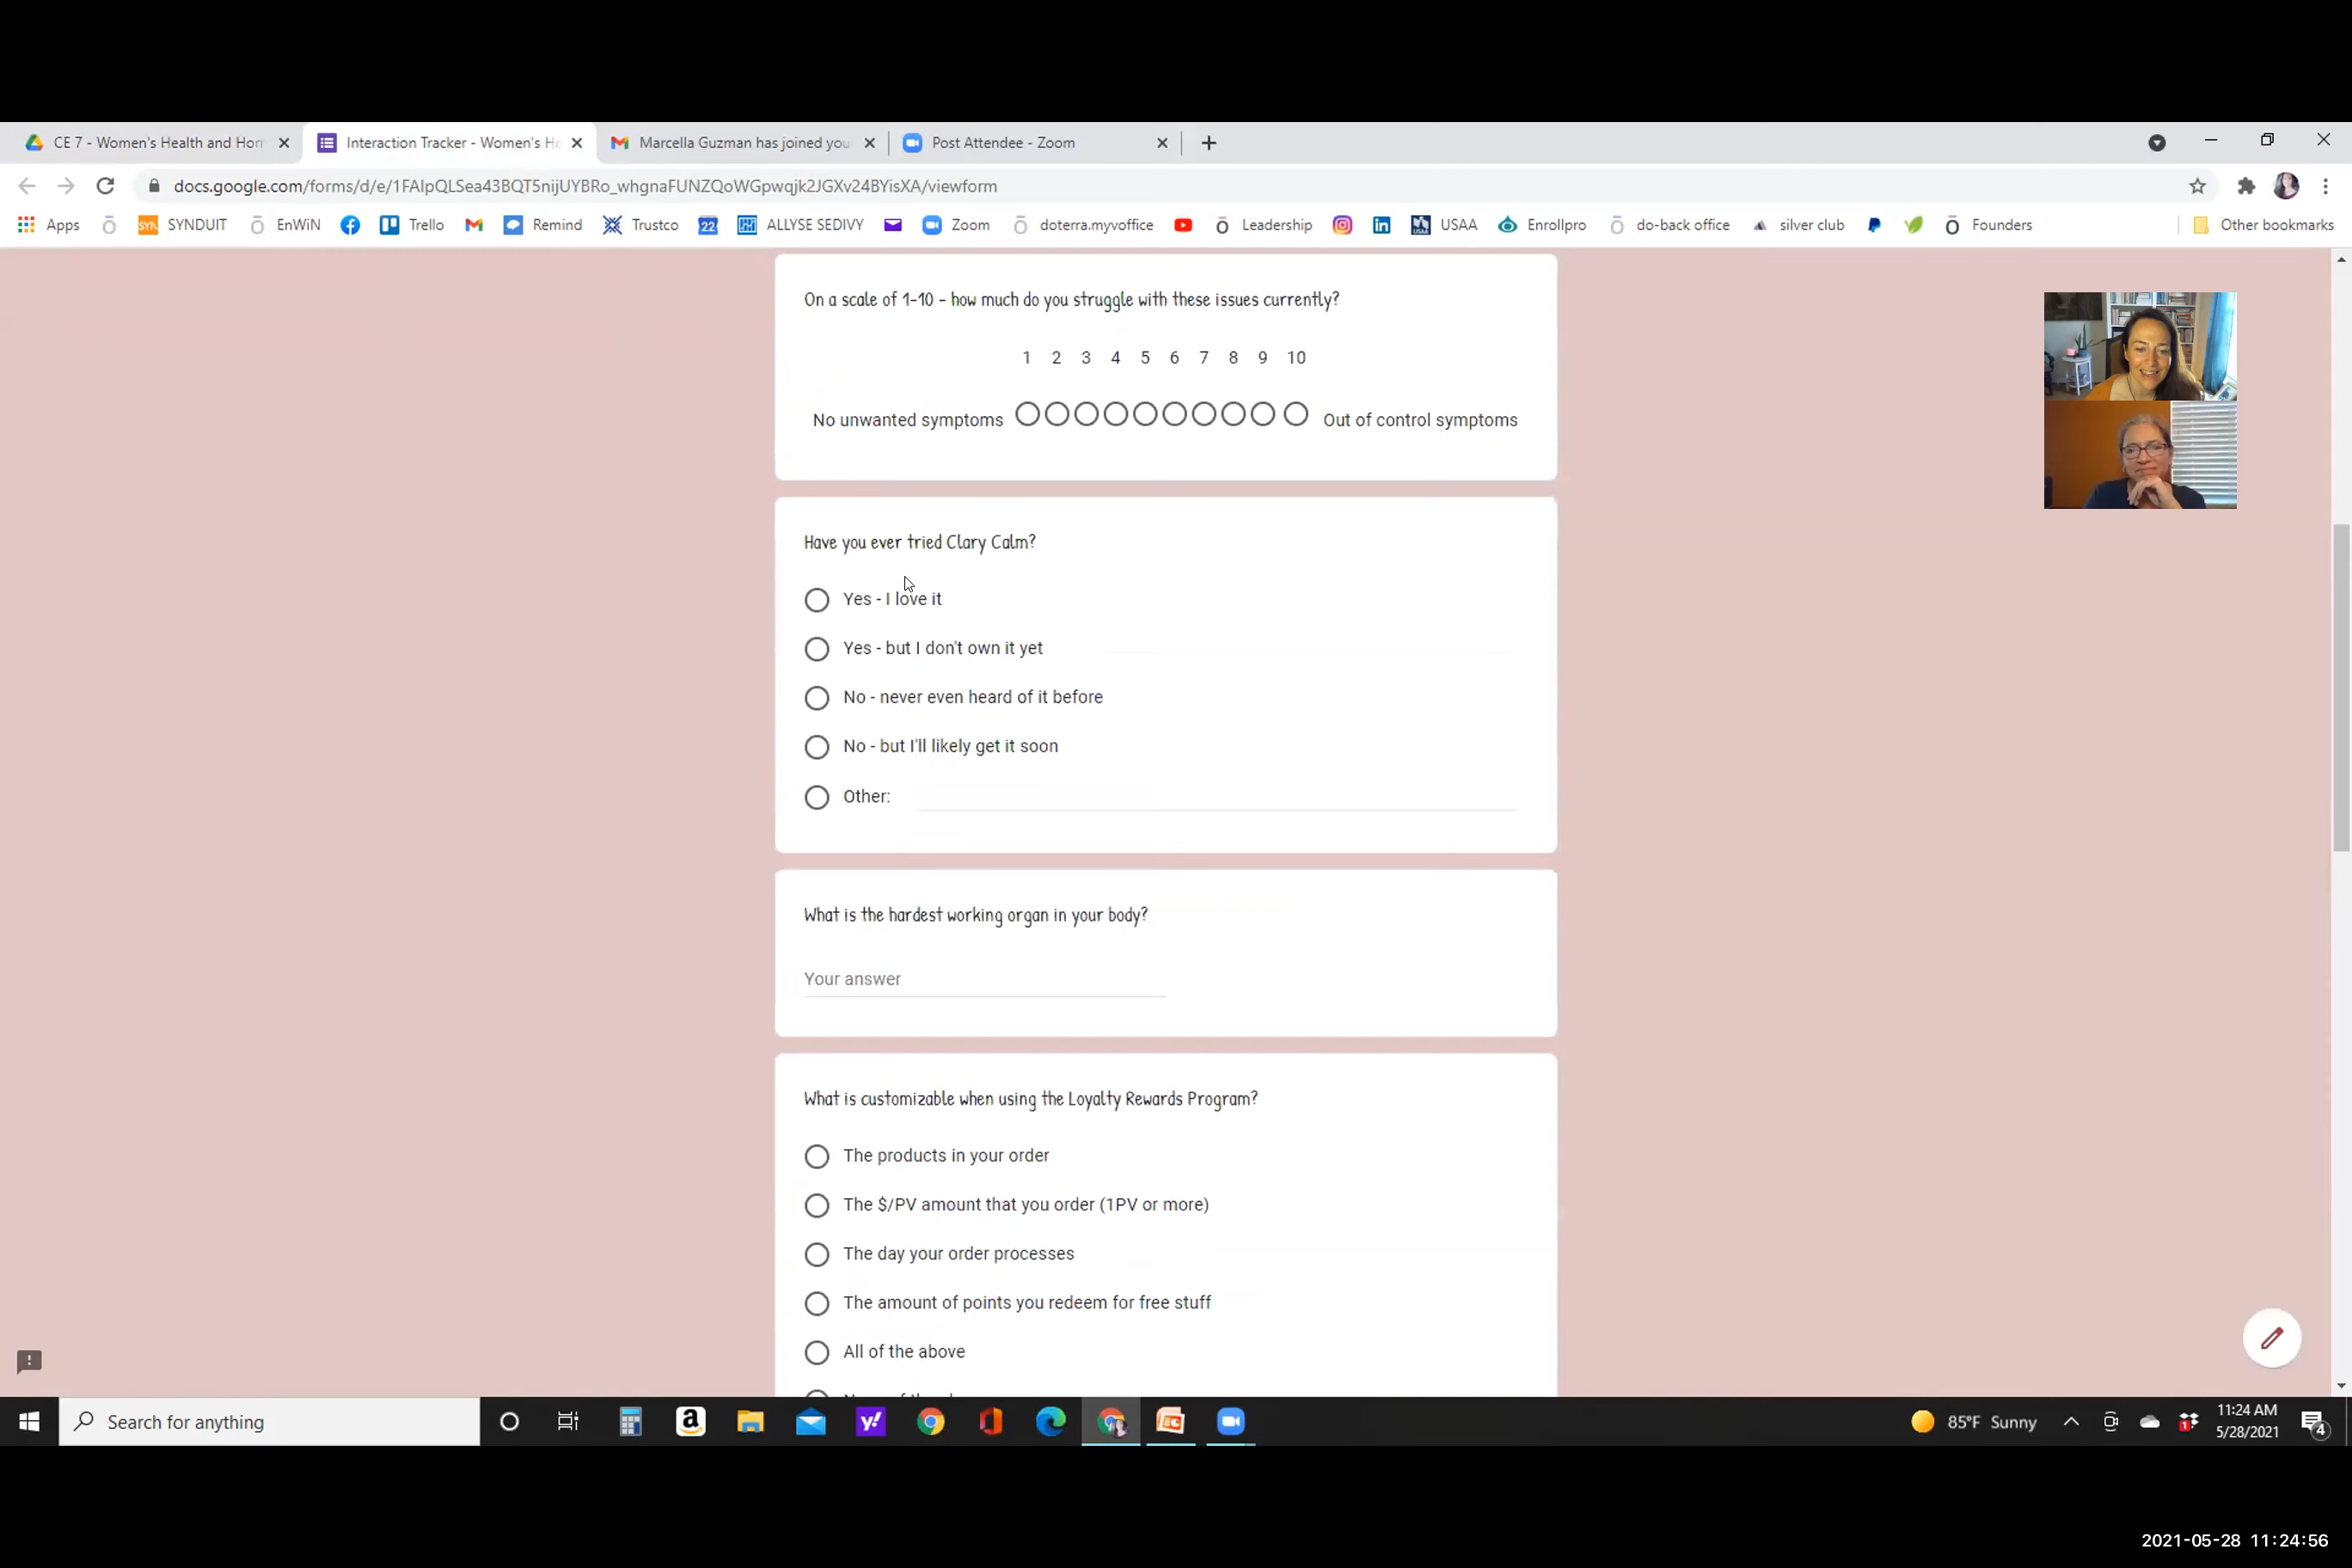 CE 7 - Women's Health and Horr
Interaction Tracker - Women's He
Marcella Guzman has joined you
Post Attendee - Zoom
docs.google.com/forms/d/e/1FAIpQLSea43BQT5nijUYBRo_whgnaFUNZQoWGpwqjk2JGXv24BYisXA/viewform
Apps SYNDUIT EnWiN Trello Remind Trustco 22 ALLYSE SEDIVY Zoom doterra.myvoffice Leadership USAA Enrollpro do-back office silver club Founders Other bookmarks
On a scale of 1-10 - how much do you struggle with these issues currently?
1 2 3 4 5 6 7 8 9 10
No unwanted symptoms Out of control symptoms
Have you ever tried Clary Calm?
Yes - I love it
Yes - but I don't own it yet
No - never even heard of it before
No - but I'll likely get it soon
Other:
What is the hardest working organ in your body?
Your answer
What is customizable when using the Loyalty Rewards Program?
The products in your order
The $/PV amount that you order (1PV or more)
The day your order processes
The amount of points you redeem for free stuff
All of the above
Search for anything
85°F Sunny
11:24 AM
5/28/2021
4
2021-05-28 11:24:56